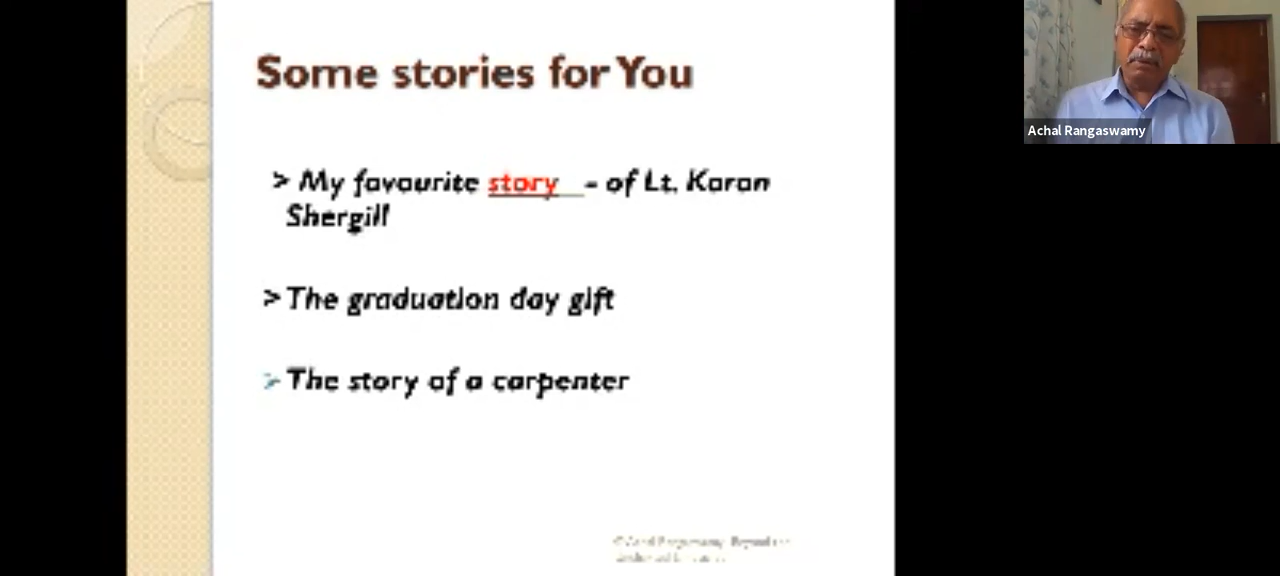 Some stories for You
> My favourite story - of Lt. Karan
Shergill
> The graduation day gift
➢ The story of a carpenter
Achal Rangaswamy